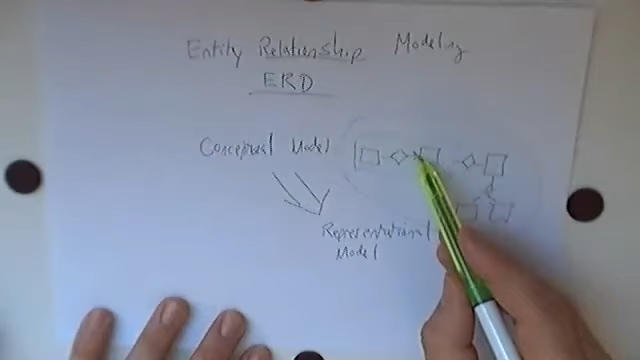 Entity Relationship Modeling
ERD
Conceptual Model
Representational
Model